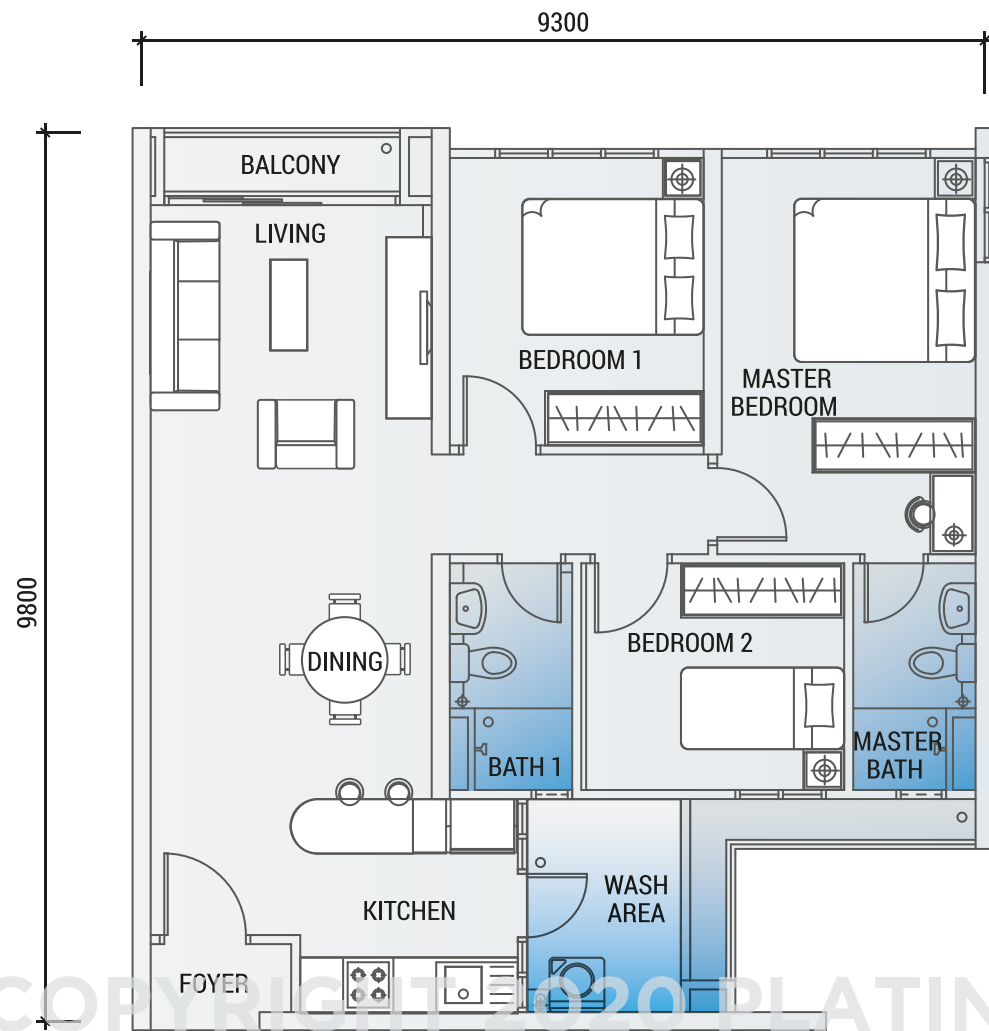 9300
9800
BALCONY
LIVING
BEDROOM 1
MASTER
BEDROOM
DINING
BEDROOM 2
BATH 1
MASTER
BATH
KITCHEN
WASH
AREA
FOYER
COPYRIGHT 2020 PLATIN